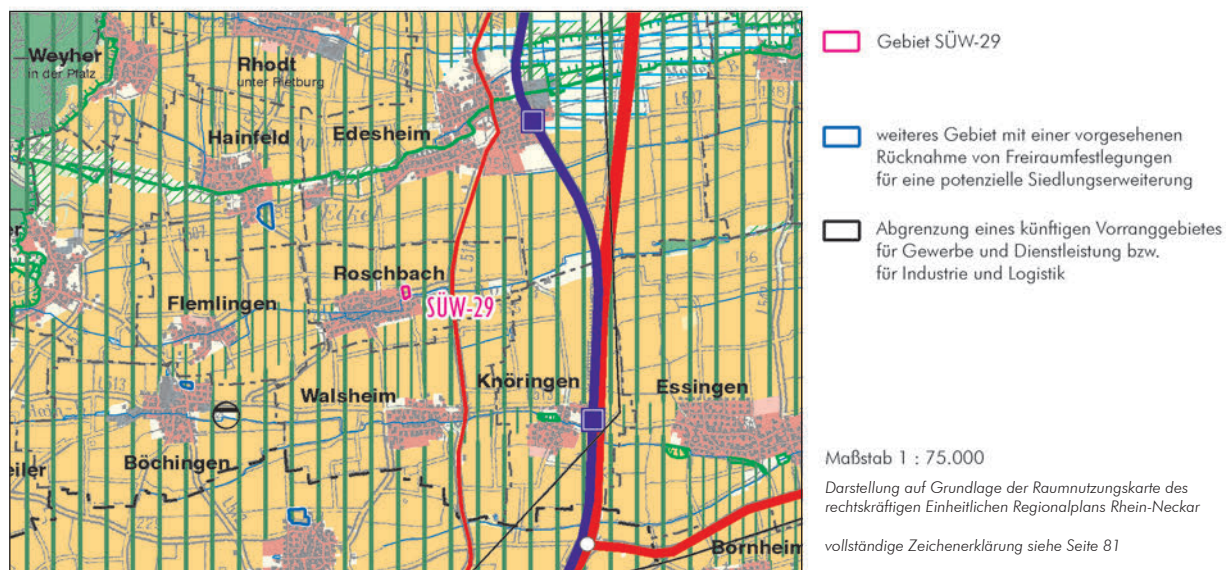 Weyher
in der Pfalz
Rhodt
unter Rietburg
Hainfeld
Edesheim
Roschbach
SÜW-29
Flemlingen
Walsheim
Knöringen
Essingen
Böchingen
Bornheim
Gebiet SÜW-29
weiteres Gebiet mit einer vorgesehenen
Rücknahme von Freiraumfestlegungen
für eine potenzielle Siedlungserweiterung
Abgrenzung eines künftigen Vorranggebietes
für Gewerbe und Dienstleistung bzw.
für Industrie und Logistik
Maßstab 1 : 75.000
Darstellung auf Grundlage der Raumnutzungskarte des
rechtskräftigen Einheitlichen Regionalplans Rhein-Neckar
vollständige Zeichenerklärung siehe Seite 81